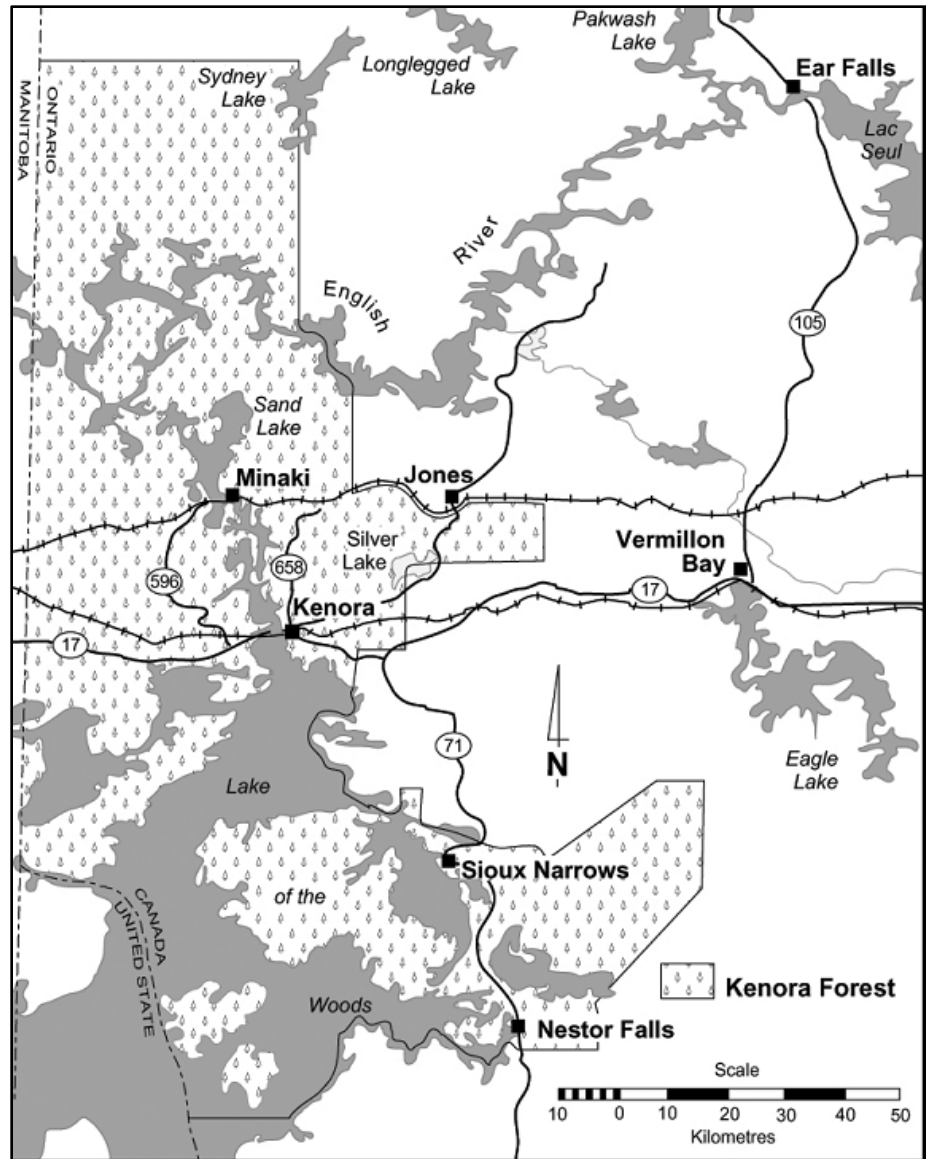 Pakwash
Lake
Ear Falls
Sydney
Lake
Longlegged Lake
Lac
Seul
MANITOBA
ONTARIO
River
English
105
Sand
Lake
Minaki
Jones
Silver
Lake
Vermillon
Bay
596
658
Kenora
17
17
71
N
Eagle
Lake
Lake
of the
Woods
Sioux Narrows
CANADA
UNITED STATE
Kenora Forest
Nestor Falls
Scale
10 0 10 20 30 40 50
Kilometres